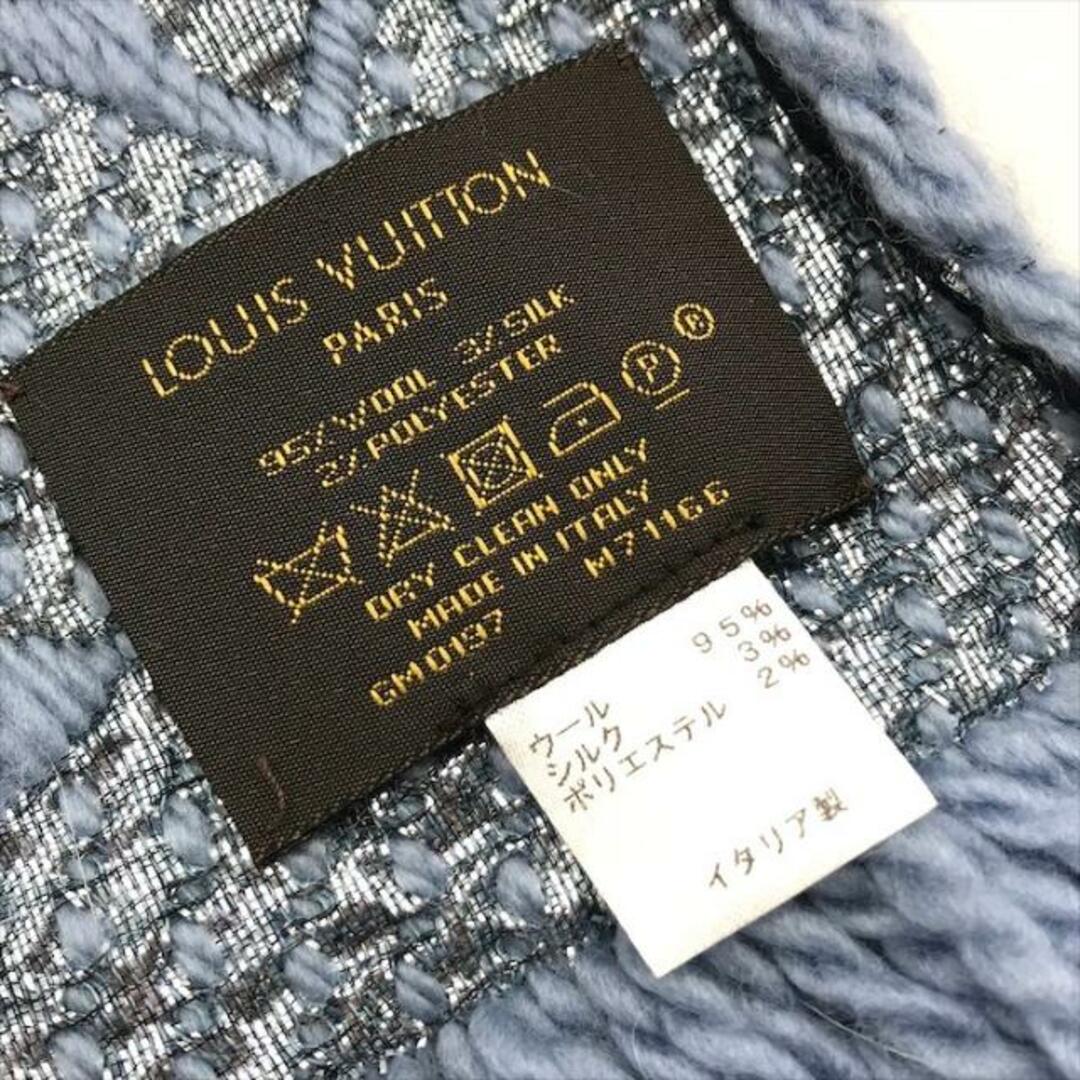 LOUIS VUITTON
PARIS
95% WOOL 3% SILK
2% POLYESTER
P ®
DRY CLEAN ONLY
MADE IN ITALY
GM0197 M71166
ウール 95%
シルク 3%
ポリエステル 2%
イタリア製